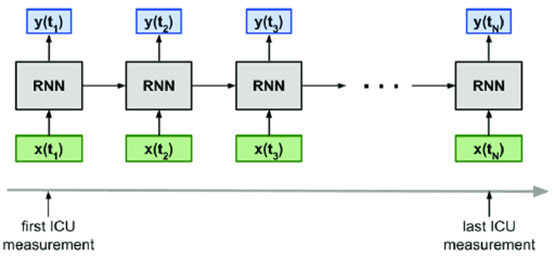 y(t1) y(t2) y(t3) y(tN)
RNN RNN RNN . . . RNN
x(t1) x(t2) x(t3) x(tN)
first ICU last ICU
measurement measurement